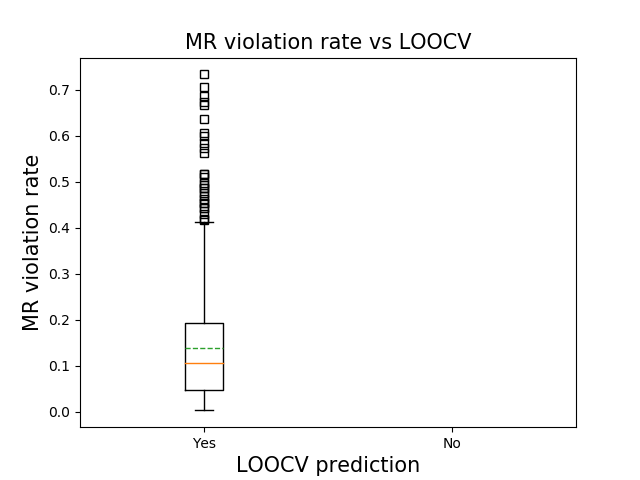 MR violation rate vs LOOCV
MR violation rate
0.7
0.6
0.5
0.4
0.3
0.2
0.1
0.0
Yes No
LOOCV prediction